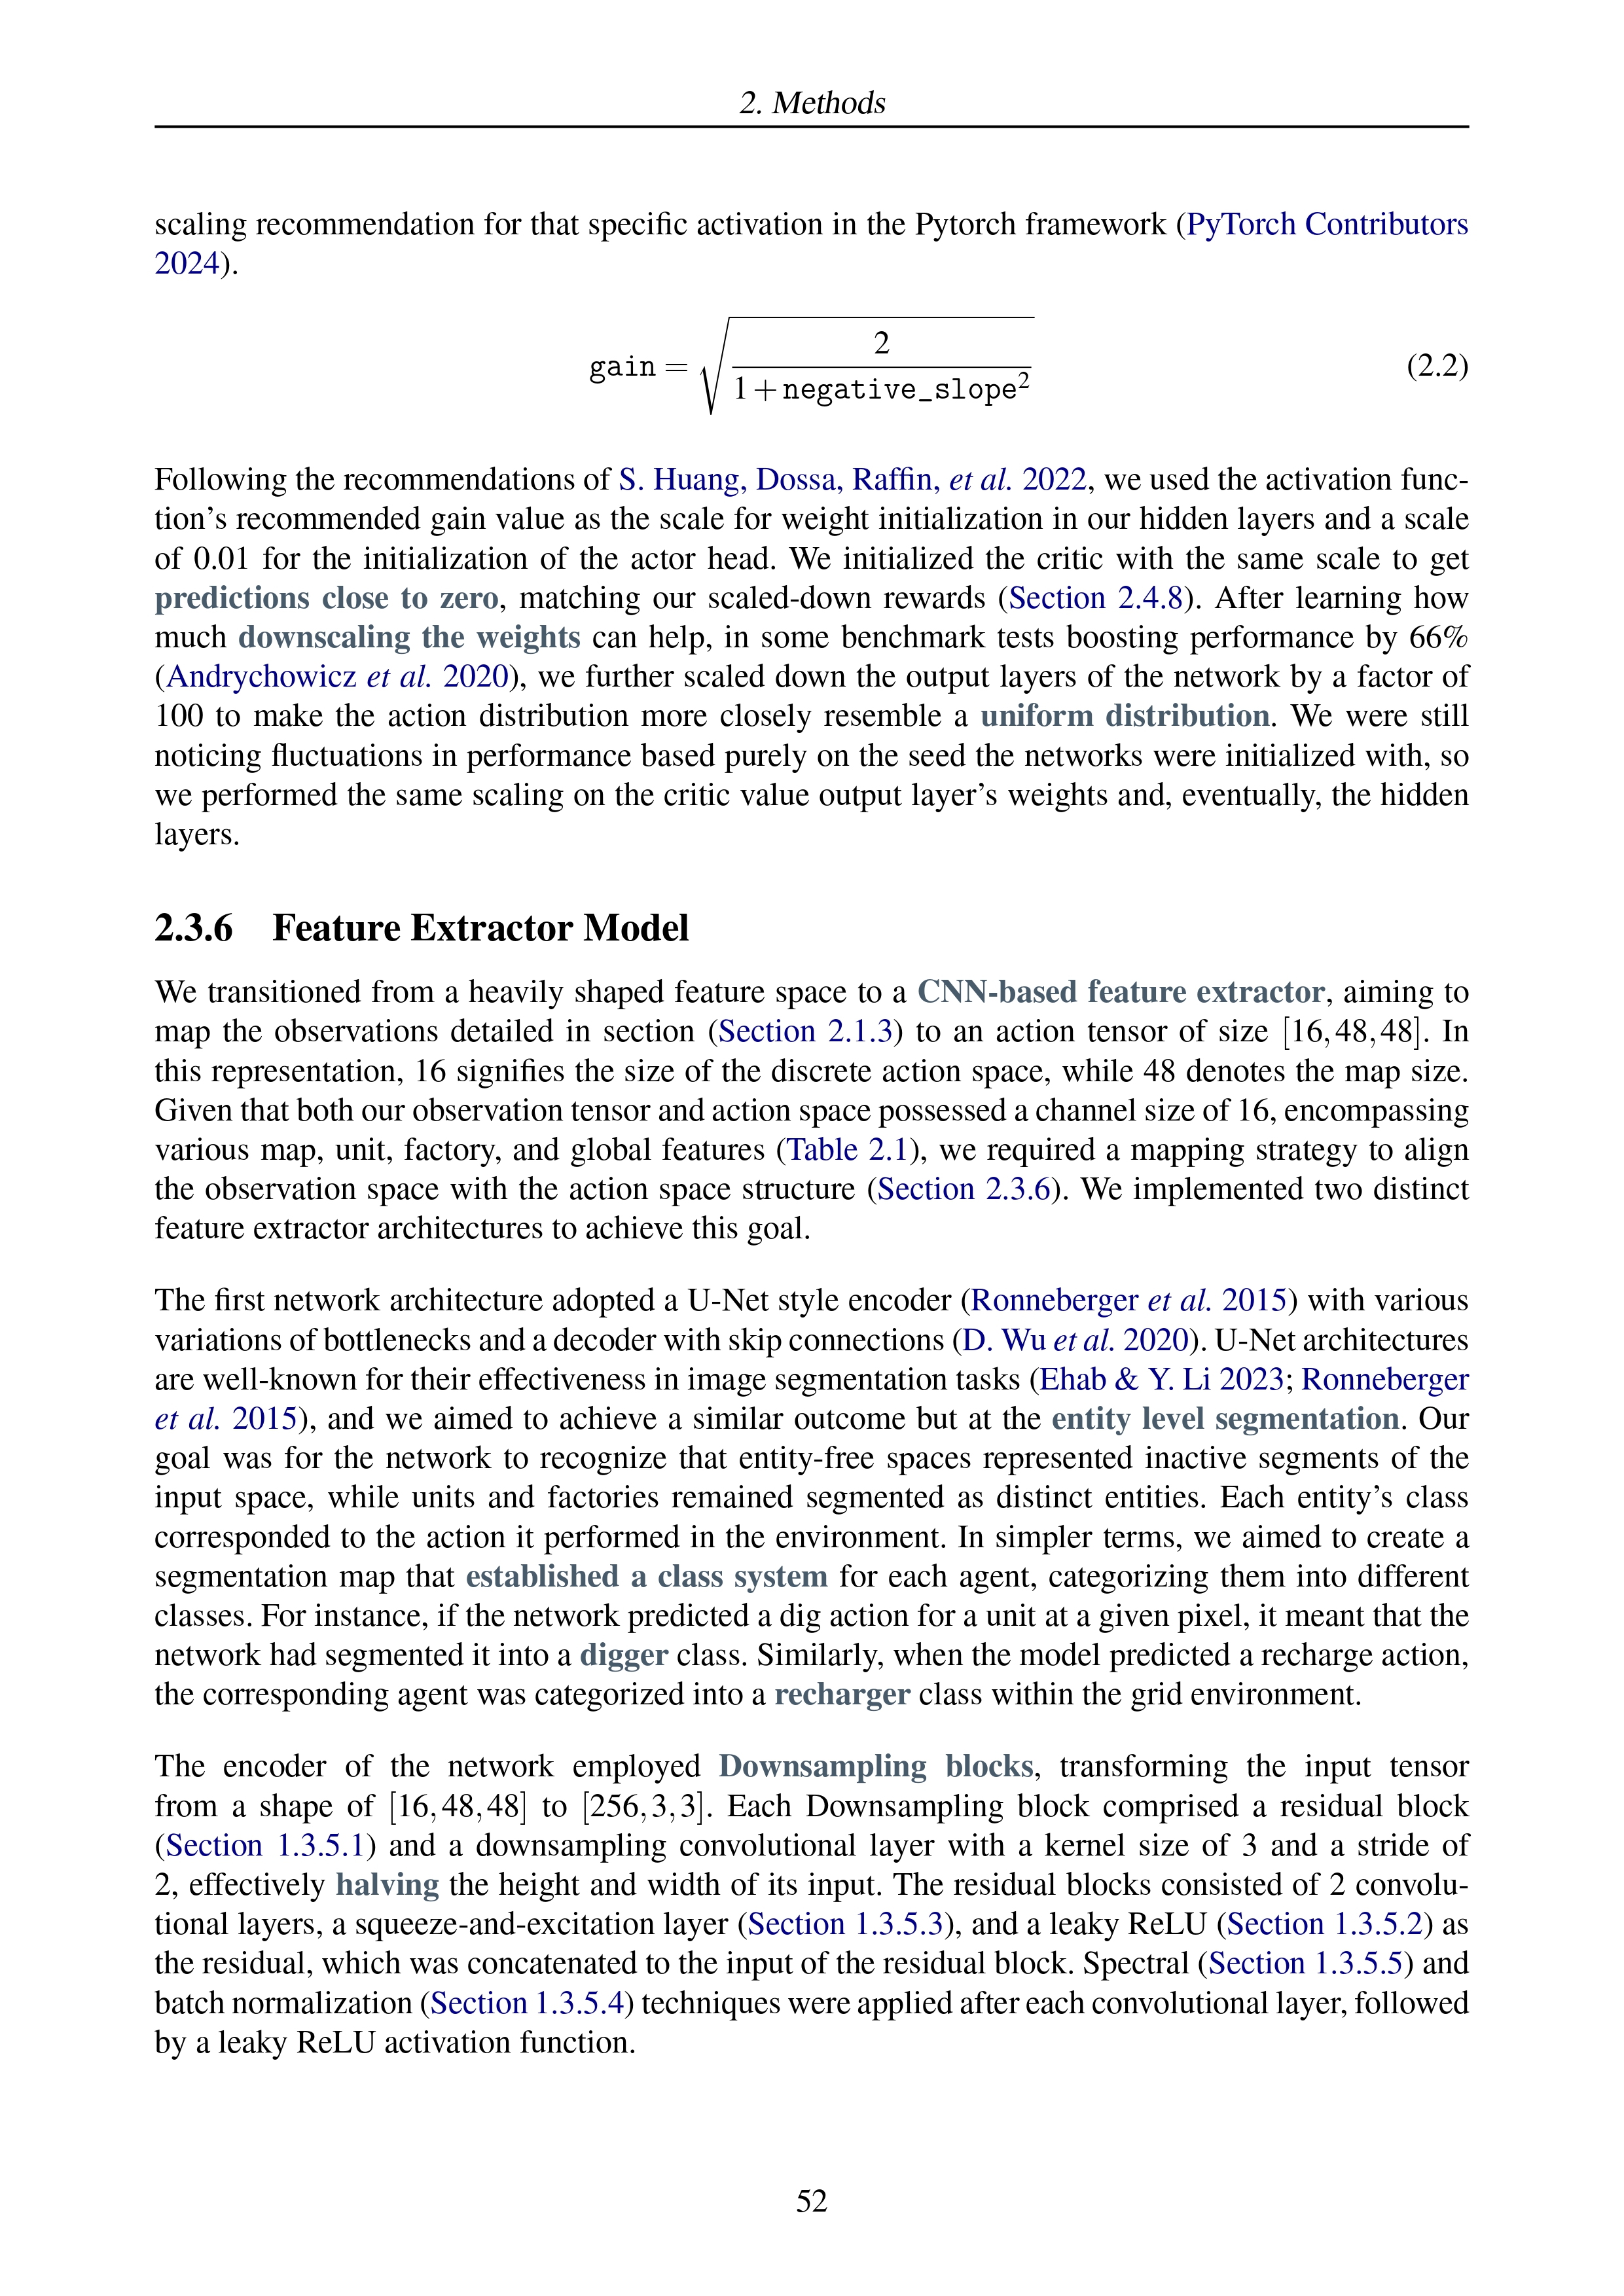 2. Methods
scaling recommendation for that specific activation in the Pytorch framework (PyTorch Contributors
2024).
gain = √(2 / (1 + negative_slope²)) (2.2)
Following the recommendations of S. Huang, Dossa, Raffin, et al. 2022, we used the activation func-
tion’s recommended gain value as the scale for weight initialization in our hidden layers and a scale
of 0.01 for the initialization of the actor head. We initialized the critic with the same scale to get
predictions close to zero, matching our scaled-down rewards (Section 2.4.8). After learning how
much downscaling the weights can help, in some benchmark tests boosting performance by 66%
(Andrychowicz et al. 2020), we further scaled down the output layers of the network by a factor of
100 to make the action distribution more closely resemble a uniform distribution. We were still
noticing fluctuations in performance based purely on the seed the networks were initialized with, so
we performed the same scaling on the critic value output layer’s weights and, eventually, the hidden
layers.
2.3.6 Feature Extractor Model
We transitioned from a heavily shaped feature space to a CNN-based feature extractor, aiming to
map the observations detailed in section (Section 2.1.3) to an action tensor of size [16,48,48]. In
this representation, 16 signifies the size of the discrete action space, while 48 denotes the map size.
Given that both our observation tensor and action space possessed a channel size of 16, encompassing
various map, unit, factory, and global features (Table 2.1), we required a mapping strategy to align
the observation space with the action space structure (Section 2.3.6). We implemented two distinct
feature extractor architectures to achieve this goal.
The first network architecture adopted a U-Net style encoder (Ronneberger et al. 2015) with various
variations of bottlenecks and a decoder with skip connections (D. Wu et al. 2020). U-Net architectures
are well-known for their effectiveness in image segmentation tasks (Ehab & Y. Li 2023; Ronneberger
et al. 2015), and we aimed to achieve a similar outcome but at the entity level segmentation. Our
goal was for the network to recognize that entity-free spaces represented inactive segments of the
input space, while units and factories remained segmented as distinct entities. Each entity’s class
corresponded to the action it performed in the environment. In simpler terms, we aimed to create a
segmentation map that established a class system for each agent, categorizing them into different
classes. For instance, if the network predicted a dig action for a unit at a given pixel, it meant that the
network had segmented it into a digger class. Similarly, when the model predicted a recharge action,
the corresponding agent was categorized into a recharger class within the grid environment.
The encoder of the network employed Downsampling blocks, transforming the input tensor
from a shape of [16,48,48] to [256,3,3]. Each Downsampling block comprised a residual block
(Section 1.3.5.1) and a downsampling convolutional layer with a kernel size of 3 and a stride of
2, effectively halving the height and width of its input. The residual blocks consisted of 2 convolu-
tional layers, a squeeze-and-excitation layer (Section 1.3.5.3), and a leaky ReLU (Section 1.3.5.2) as
the residual, which was concatenated to the input of the residual block. Spectral (Section 1.3.5.5) and
batch normalization (Section 1.3.5.4) techniques were applied after each convolutional layer, followed
by a leaky ReLU activation function.
52